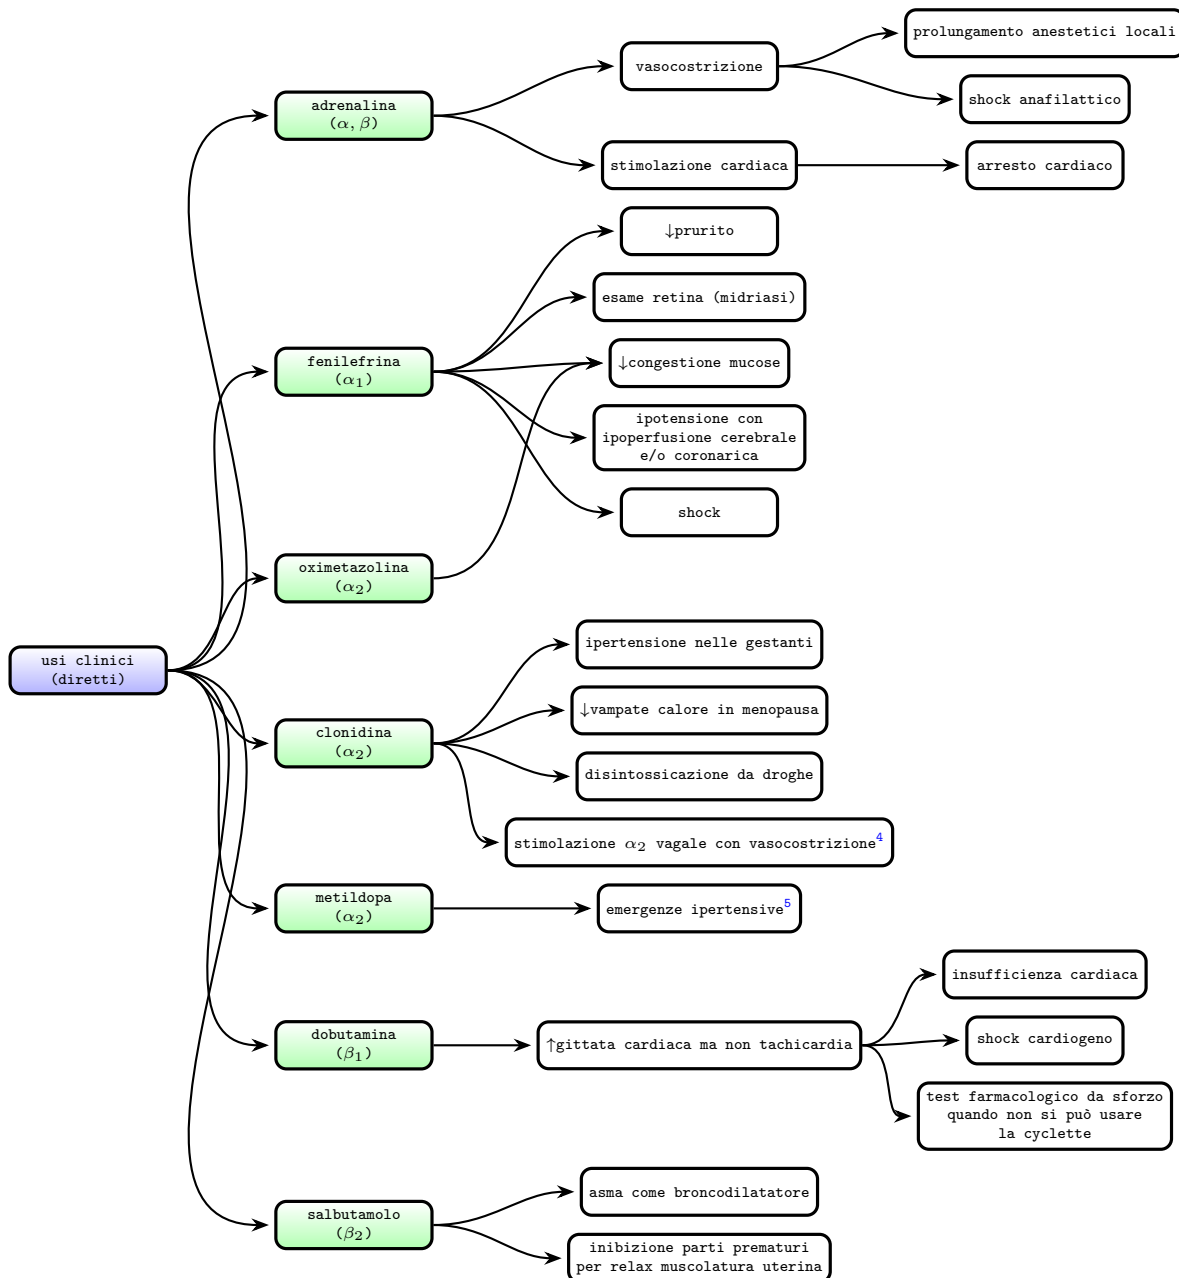 prolungamento anestetici locali
vasocostrizione
shock anafilattico
adrenalina
(α, β)
stimolazione cardiaca
arresto cardiaco
↓prurito
esame retina (midriasi)
fenilefrina
(α₁)
↓congestione mucose
ipotensione con
ipoperfusione cerebrale
e/o coronarica
shock
oximetazolina
(α₂)
usi clinici
(diretti)
ipertensione nelle gestanti
↓vampate calore in menopausa
clonidina
(α₂)
disintossicazione da droghe
stimolazione α₂ vagale con vasocostrizione⁴
metildopa
(α₂)
emergenze ipertensive⁵
insufficienza cardiaca
dobutamina
(β₁)
↑gittata cardiaca ma non tachicardia
shock cardiogeno
test farmacologico da sforzo
quando non si può usare
la cyclette
asma come broncodilatatore
salbutamolo
(β₂)
inibizione parti prematuri
per relax muscolatura uterina